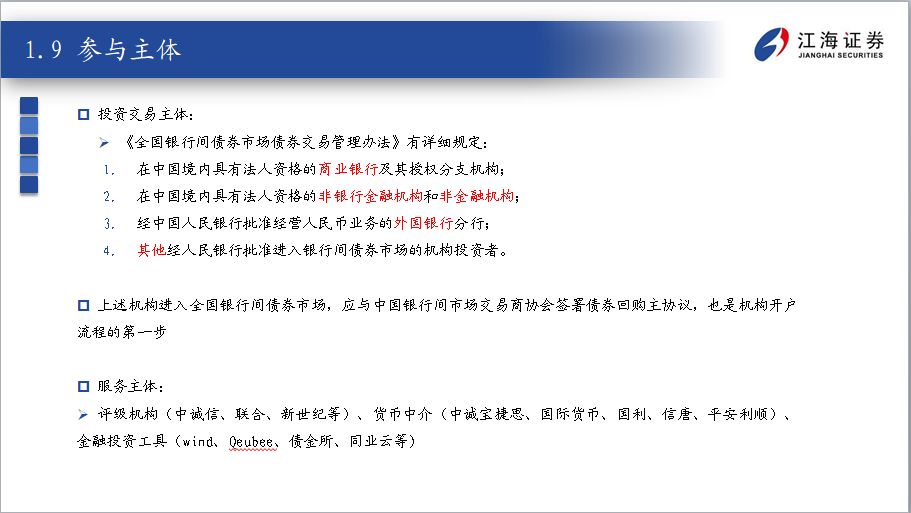 1.9 参与主体
江海证券
JIANGHAI SECURITIES
投资交易主体：
《全国银行间债券市场债券交易管理办法》有详细规定：
1. 在中国境内具有法人资格的商业银行及其授权分支机构；
2. 在中国境内具有法人资格的非银行金融机构和非金融机构；
3. 经中国人民银行批准经营人民币业务的外国银行分行；
4. 其他经人民银行批准进入银行间债券市场的机构投资者。
上述机构进入全国银行间债券市场，应与中国银行间市场交易商协会签署债券回购主协议，也是机构开户
流程的第一步
服务主体：
评级机构（中诚信、联合、新世纪等）、货币中介（中诚宝捷思、国际货币、国利、信唐、平安利顺）、
金融投资工具（wind、Qeubee、债金所、同业云等）